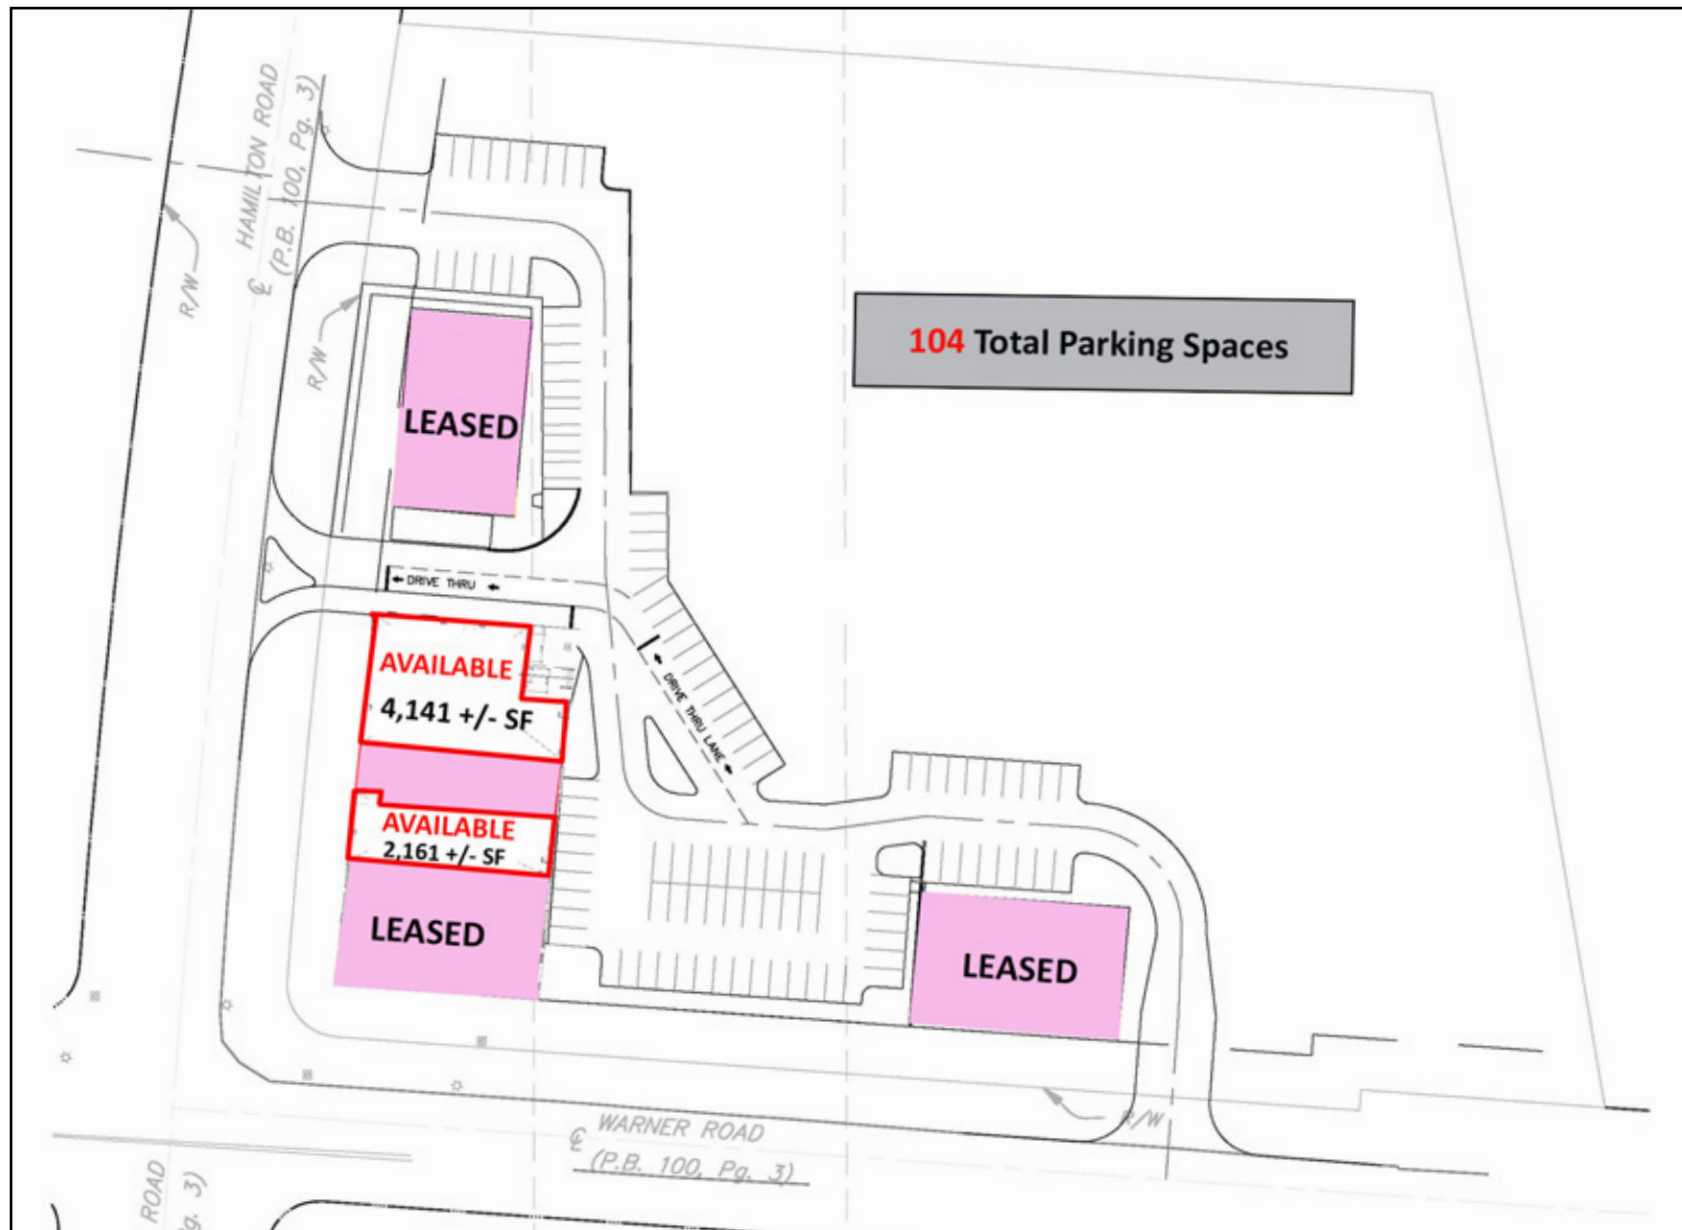 HAMILTON ROAD
(P.B. 100, Pg. 3)
℄
R/W
R/W
104 Total Parking Spaces
LEASED
DRIVE THRU
AVAILABLE
4,141 +/- SF
DRIVE THRU LANE
AVAILABLE
2,161 +/- SF
LEASED
LEASED
R/W
℄ WARNER ROAD
(P.B. 100, Pg. 3)
ROAD
g. 3)